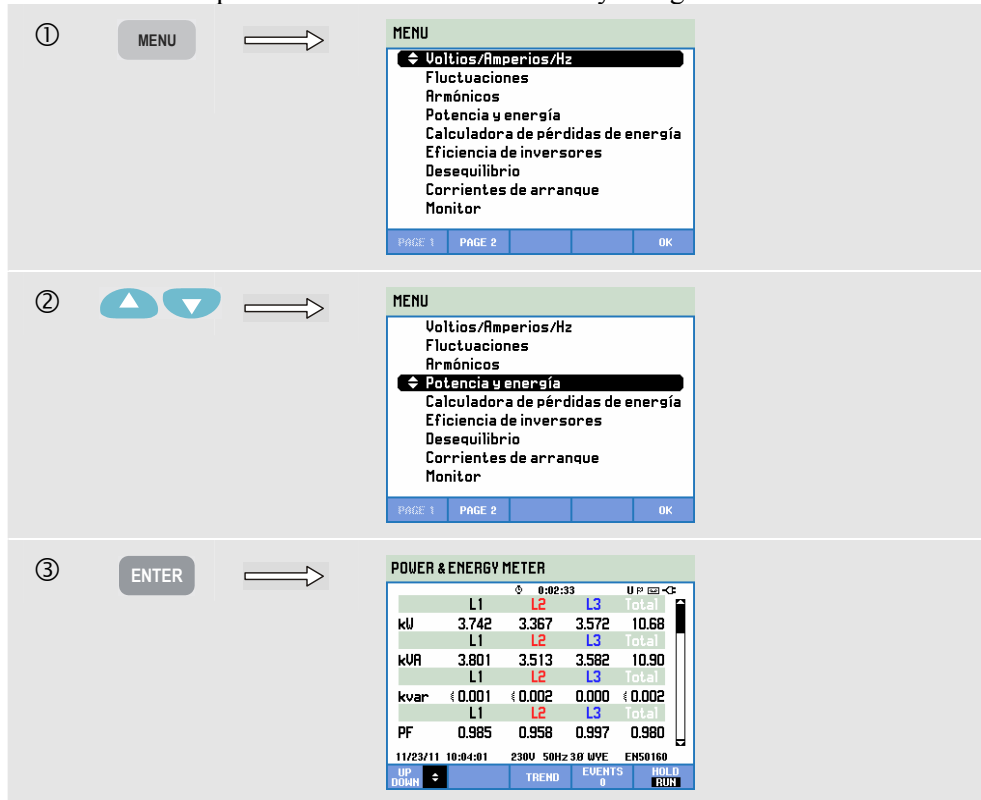 ①
MENU
MENU
Voltios/Amperios/Hz
Fluctuaciones
Armónicos
Potencia y energía
Calculadora de pérdidas de energía
Eficiencia de inversores
Desequilibrio
Corrientes de arranque
Monitor
PAGE 1 PAGE 2 OK
②
MENU
Voltios/Amperios/Hz
Fluctuaciones
Armónicos
Potencia y energía
Calculadora de pérdidas de energía
Eficiencia de inversores
Desequilibrio
Corrientes de arranque
Monitor
PAGE 1 PAGE 2 OK
③
ENTER
POWER & ENERGY METER
0:02:33
L1 L2 L3 Total
kW 3.742 3.367 3.572 10.68
L1 L2 L3 Total
kVA 3.801 3.513 3.582 10.90
L1 L2 L3 Total
kvar 0.001 0.002 0.000 0.002
L1 L2 L3 Total
PF 0.985 0.958 0.997 0.980
11/23/11 10:04:01 230V 50Hz 3Ø WYE EN50160
UP DOWN TREND EVENTS 0 HOLD RUN